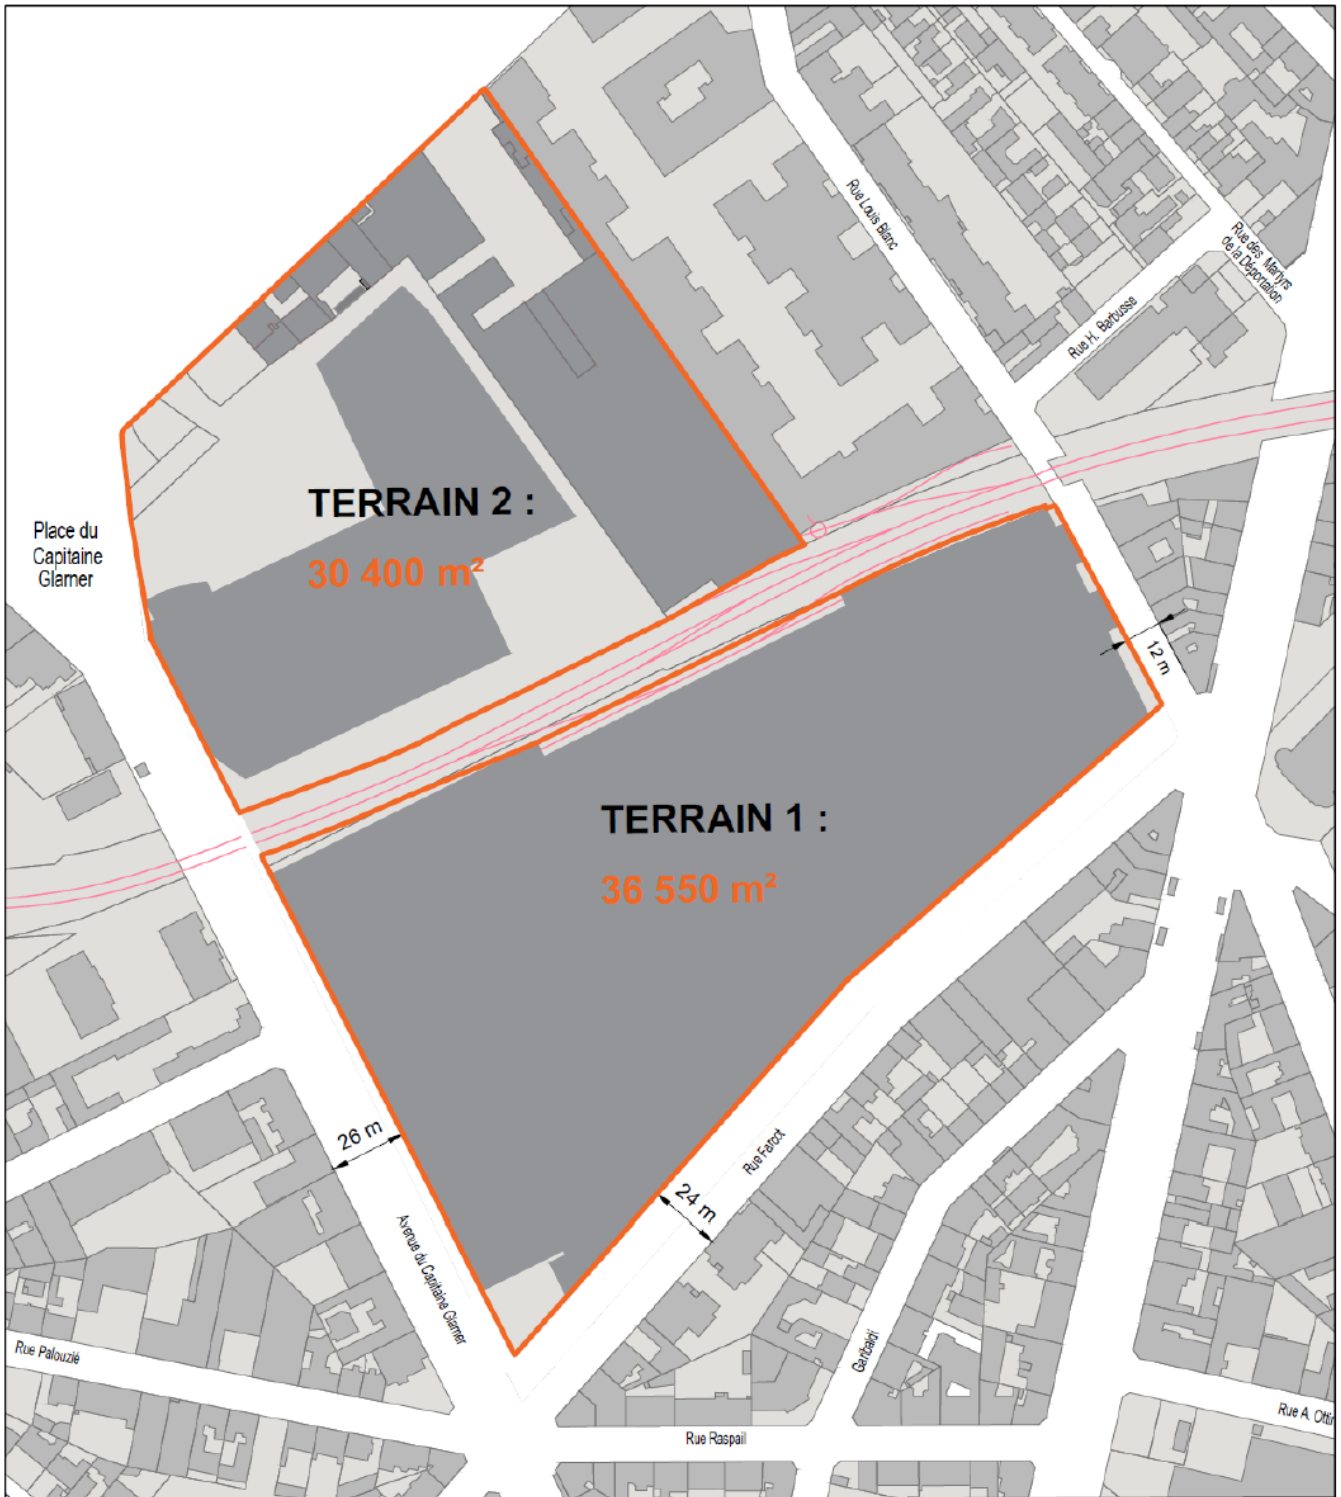 Rue Louis Blanc
Rue des Martyrs
de la Déportation
Rue H. Barbusse
TERRAIN 2 :
30 400 m²
Place du
Capitaine
Glarner
12 m
TERRAIN 1 :
36 550 m²
26 m
24 m
Rue Farcot
Avenue du Capitaine Glarner
Garibaldi
Rue Palouzié
Rue Raspail
Rue A. Ottin